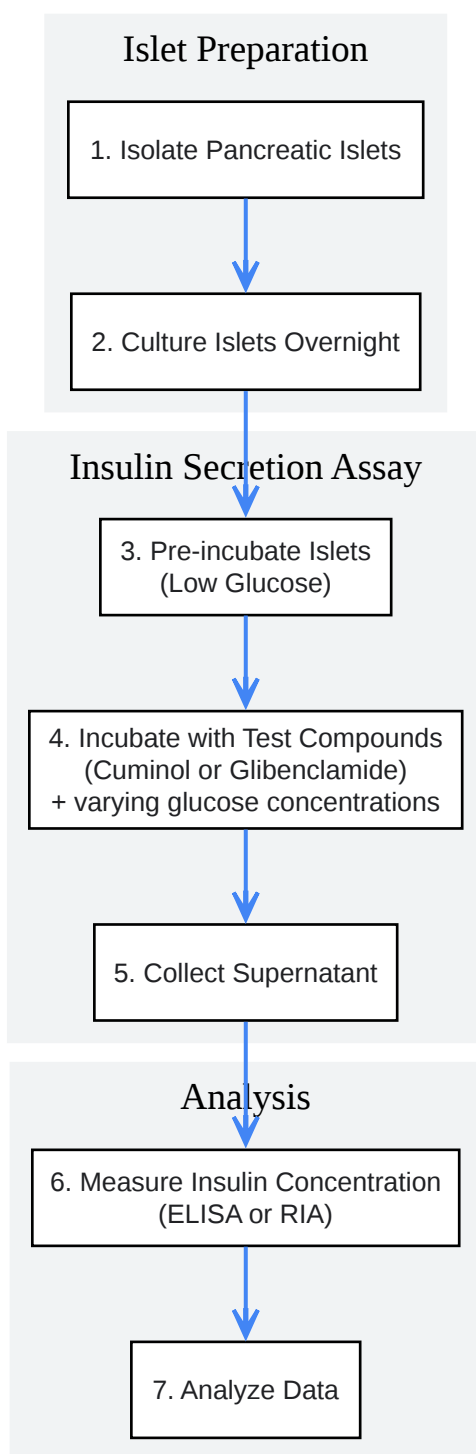 Islet Preparation
1. Isolate Pancreatic Islets
2. Culture Islets Overnight
Insulin Secretion Assay
3. Pre-incubate Islets
(Low Glucose)
4. Incubate with Test Compounds
(Cuminol or Glibenclamide)
+ varying glucose concentrations
5. Collect Supernatant
Analysis
6. Measure Insulin Concentration
(ELISA or RIA)
7. Analyze Data